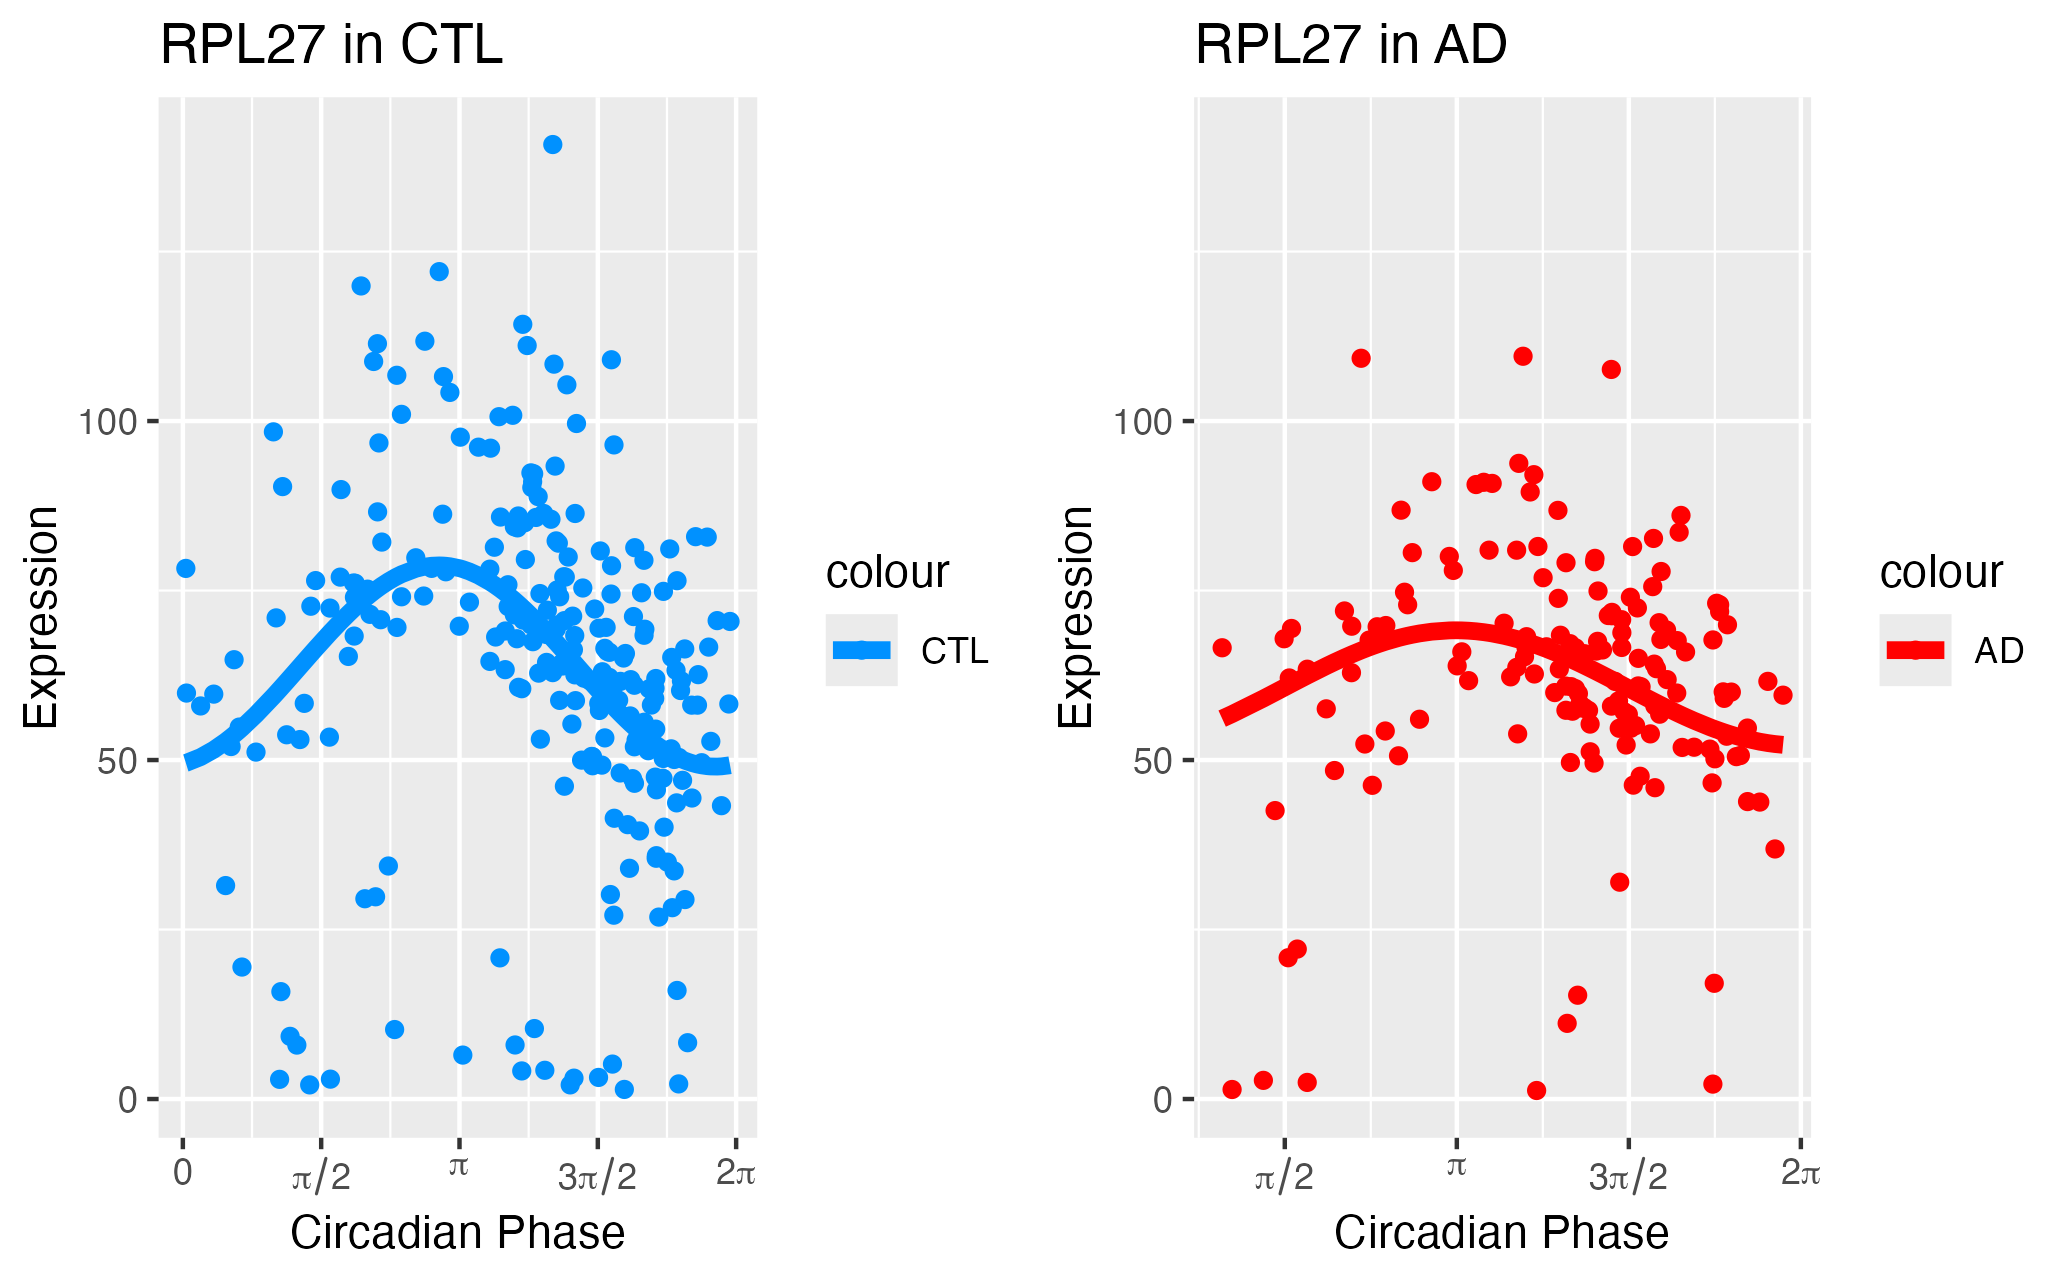 RPL27 in CTL
Expression
100
50
0
0
π/2
π
3π/2
2π
Circadian Phase
colour
CTL
RPL27 in AD
Expression
100
50
0
π/2
π
3π/2
2π
Circadian Phase
colour
AD